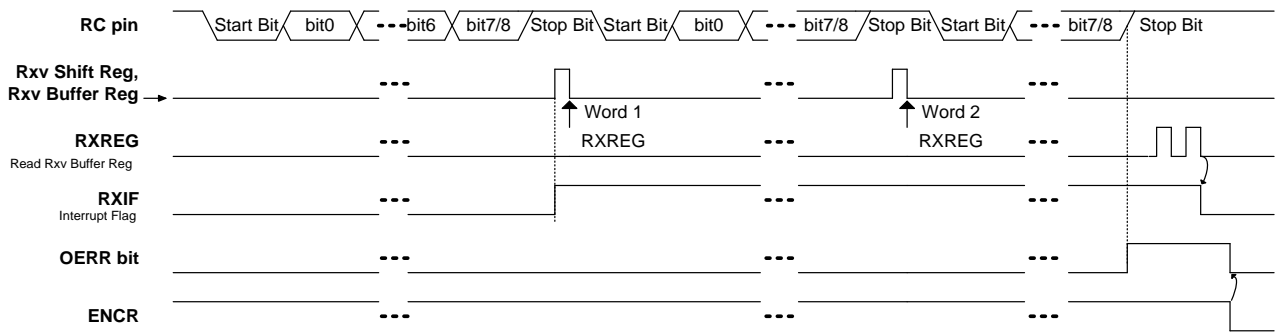 RC pin Start Bit bit0 bit6 bit7/8 Stop Bit Start Bit bit0 bit7/8 Stop Bit Start Bit bit7/8 Stop Bit
Rxv Shift Reg,
Rxv Buffer Reg
Word 1 Word 2
RXREG RXREG RXREG
Read Rxv Buffer Reg
RXIF
Interrupt Flag
OERR bit
ENCR